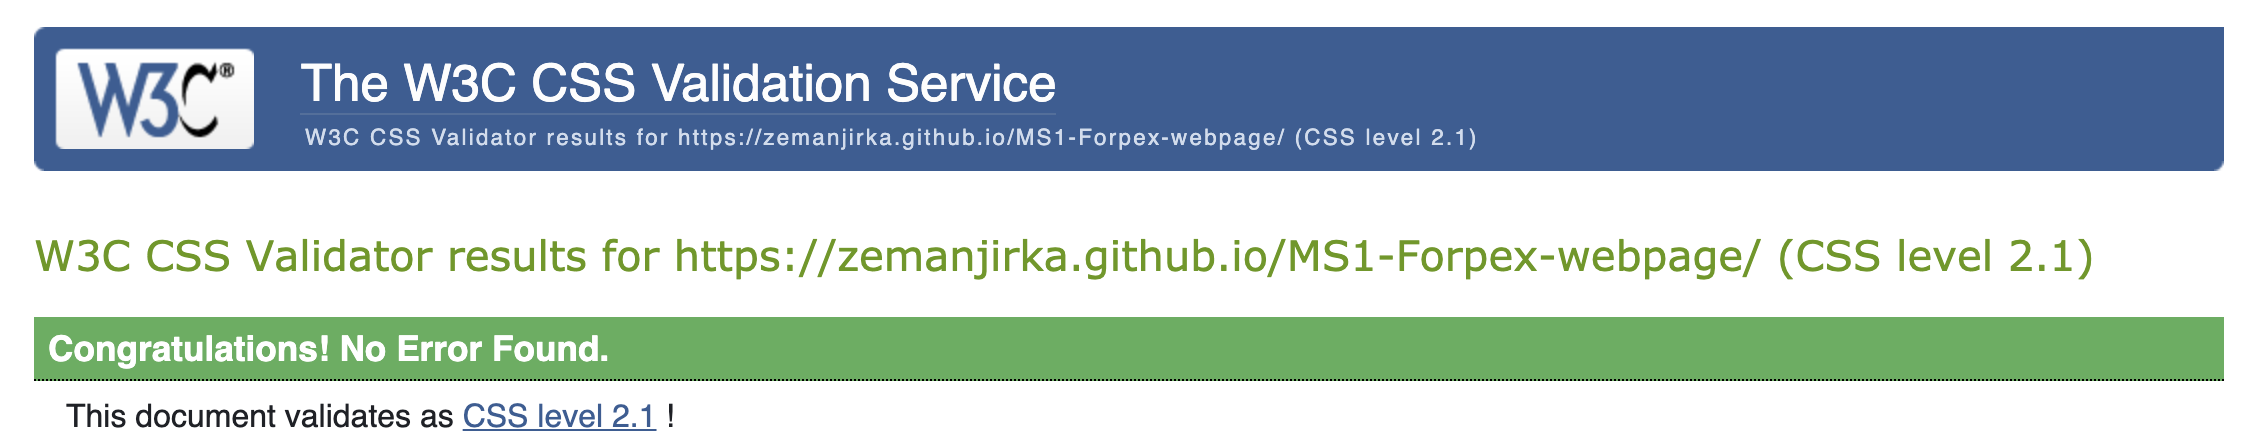 W3C®
The W3C CSS Validation Service
W3C CSS Validator results for https://zemanjirka.github.io/MS1-Forpex-webpage/ (CSS level 2.1)
W3C CSS Validator results for https://zemanjirka.github.io/MS1-Forpex-webpage/ (CSS level 2.1)
Congratulations! No Error Found.
This document validates as CSS level 2.1 !